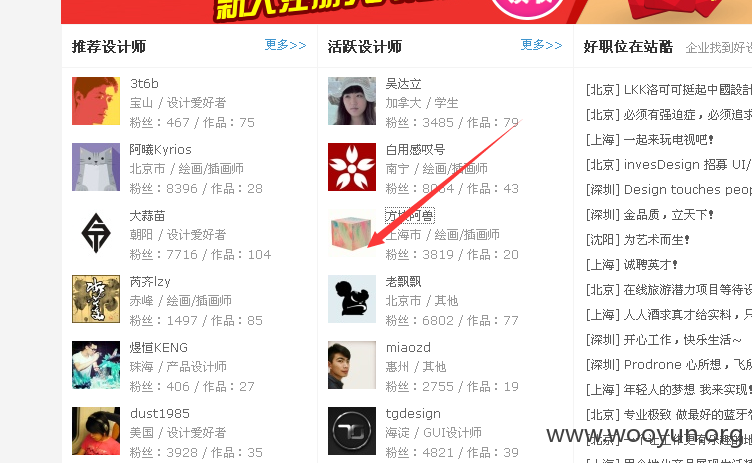 推荐设计师 更多>>
3t6b
宝山 / 设计爱好者
粉丝：467 / 作品：75
阿曦Kyrios
北京市 / 绘画/插画师
粉丝：8396 / 作品：28
大蒜苗
朝阳 / 设计爱好者
粉丝：7716 / 作品：104
芮齐lzy
赤峰 / 绘画/插画师
粉丝：1497 / 作品：85
煜恒KENG
珠海 / 产品设计师
粉丝：406 / 作品：27
dust1985
美国 / 设计爱好者
粉丝：3928 / 作品：35
活跃设计师 更多>>
吴达立
加拿大 / 学生
粉丝：3485 / 作品：79
白用感叹号
南宁 / 绘画/插画师
粉丝：8064 / 作品：43
方块阿兽
上海市 / 绘画/插画师
粉丝：3819 / 作品：20
老飘飘
北京市 / 其他
粉丝：6802 / 作品：77
miaozd
惠州 / 其他
粉丝：2755 / 作品：19
tgdesign
海淀 / GUI设计师
粉丝：4821 / 作品：39
好职位在站酷 企业找到好设
[北京] LKK洛可可挺起中國設計
[北京] 必须有强迫症，必须追求
[上海] 一起来玩电视吧！
[北京] invesDesign 招募 UI/
[深圳] Design touches peop
[深圳] 金品质，立天下！
[沈阳] 为艺术而生！
[上海] 诚聘英才！
[北京] 在线旅游潜力项目等待设
[上海] 人人酒求真才给实料，只
[深圳] 开心工作，快乐生活~
[深圳] Prodrone 心所想，飞所
[上海] 年轻人的梦想 我来实现！
[北京] 专业极致 做最好的蓝牙智
[北京] 一个让工作更有乐趣的地
www.wooyun.org